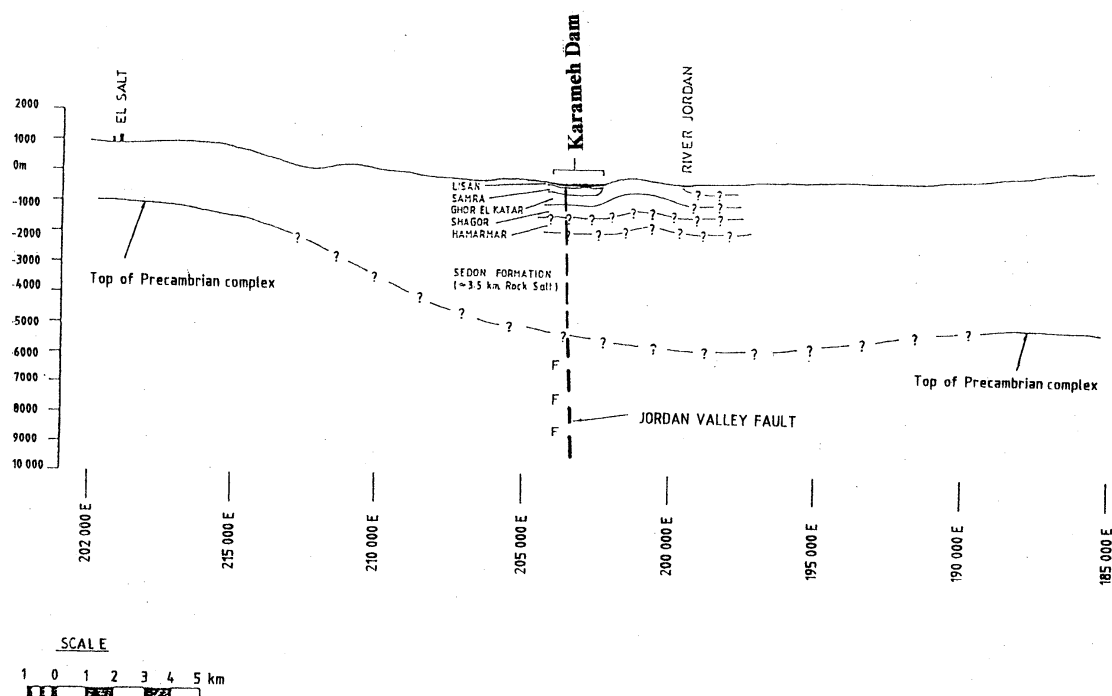 EL SALT
Karameh Dam
RIVER JORDAN
2000
1000
0m
-1000
-2000
-3000
-4000
-5000
-6000
7000
8000
9000
10 000
LISAN
SAMRA
GHOR EL KATAR
SHAGOR
HAMARMAR
? ?
? ?
? ? ? ? ? ? ? ? ?
? ? ? ? ? ? ? ?
SEDON FORMATION
(≃3.5 km Rock Salt)
Top of Precambrian complex
? ? ? ? ? ? ? ? ? ? ? ? ? ? ?
Top of Precambrian complex
F
F
F
JORDAN VALLEY FAULT
202 000 E
215 000 E
210 000 E
205 000 E
200 000 E
195 000 E
190 000 E
185 000 E
SCALE
1 0 1 2 3 4 5 km